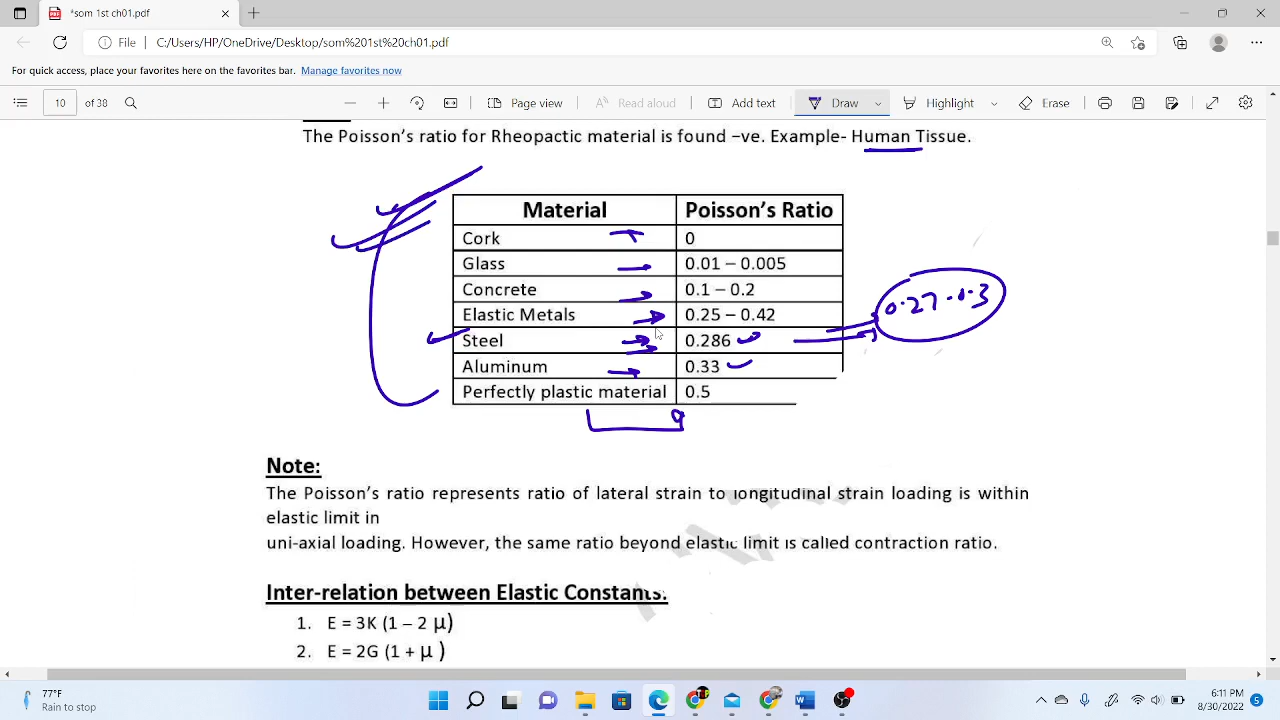 *som 1st ch01.pdf
File C:/Users/HP/OneDrive/Desktop/som%201st%20ch01.pdf
For quick access, place your favorites here on the favorites bar. Manage favorites now
10 of 38 Page view Read aloud Add text Draw Highlight Erase
The Poisson's ratio for Rheopactic material is found −ve. Example- Human Tissue.
Material Poisson's Ratio
Cork 0
Glass 0.01 – 0.005
Concrete 0.1 – 0.2
Elastic Metals 0.25 – 0.42
0.27-0.3
Steel 0.286
Aluminum 0.33
Perfectly plastic material 0.5
Note:
The Poisson's ratio represents ratio of lateral strain to longitudinal strain loading is within
elastic limit in
uni-axial loading. However, the same ratio beyond elastic limit is called contraction ratio.
Inter-relation between Elastic Constants:
1. E = 3K (1 – 2 μ)
2. E = 2G (1 + μ )
77°F
Rain to stop
6:11 PM
8/30/2022
5